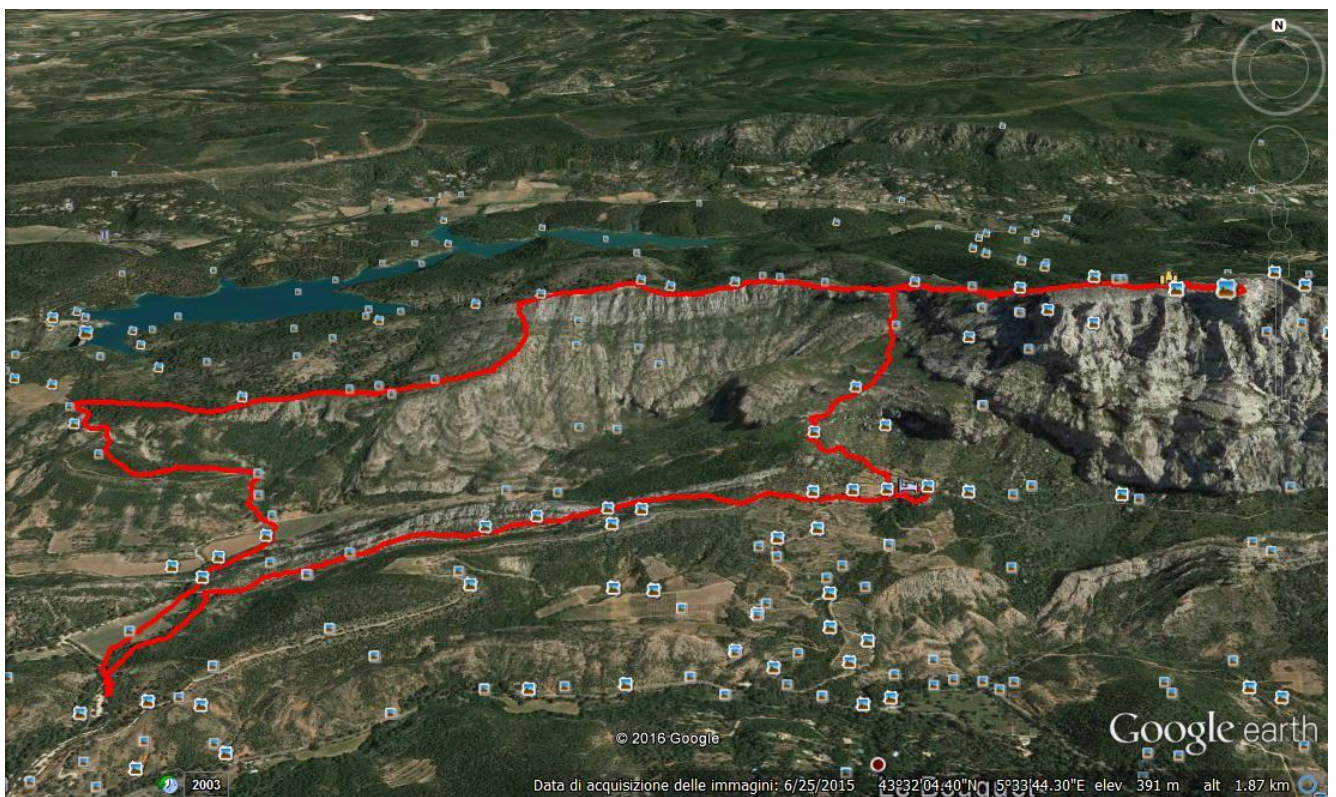 N
Google earth
© 2016 Google
2003
Data di acquisizione delle immagini: 6/25/2015 43°32'04.40"N 5°33'44.30"E elev 391 m alt 1.87 km